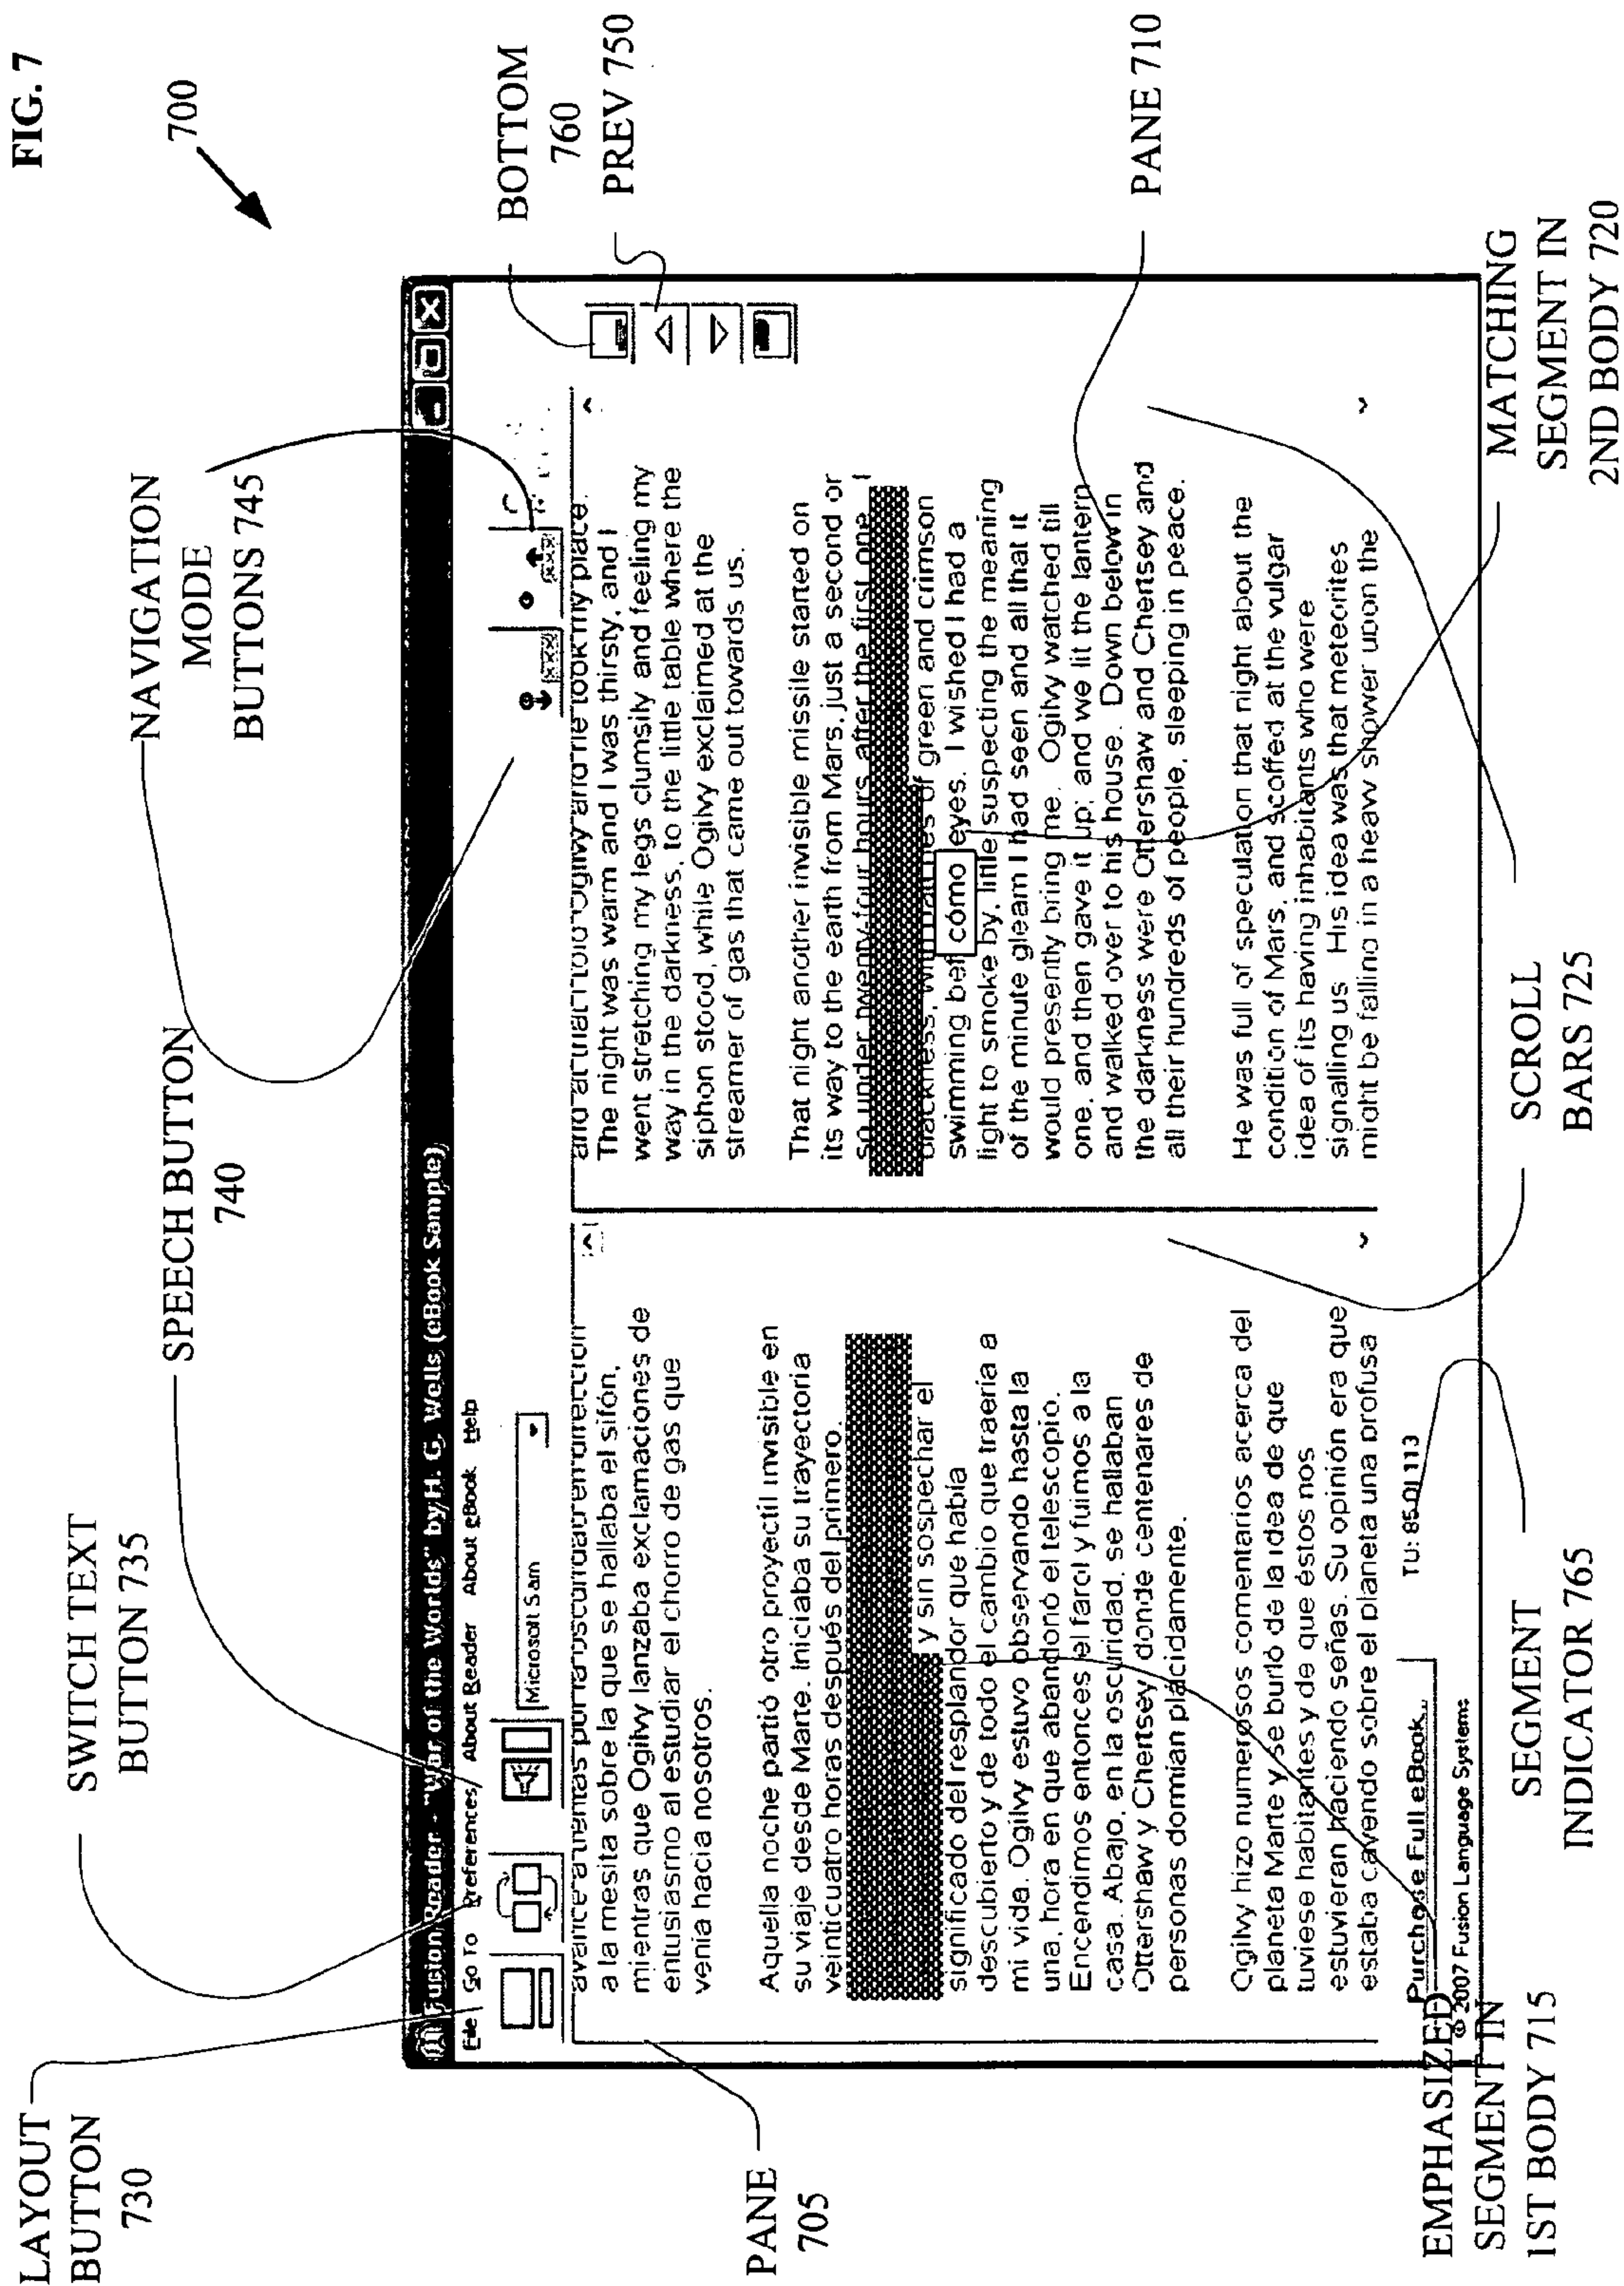 FIG. 7
700
LAYOUT
BUTTON
730
SWITCH TEXT
BUTTON 735
SPEECH BUTTON
740
NAVIGATION
MODE
BUTTONS 745
BOTTOM
760
PREV 750
PANE 710
MATCHING
SEGMENT IN
2ND BODY 720
SCROLL
BARS 725
SEGMENT
INDICATOR 765
EMPHASIZED
SEGMENT IN
1ST BODY 715
PANE
705
Fusion Reader - "War of the Worlds" by H. G. Wells (eBook Sample)
File Go To Preferences About Reader About eBook Help
Microsoft Sam
a la mesita sobre la que se hallaba el sifón,
mientras que Ogilvy lanzaba exclamaciones de
entusiasmo al estudiar el chorro de gas que
venía hacia nosotros.
Aquella noche partió otro proyectil invisible en
su viaje desde Marte. Iniciaba su trayectoria
veinticuatro horas después del primero.
y sin sospechar el
significado del resplandor que había
descubierto y de todo el cambio que traería a
mi vida. Ogilvy estuvo observando hasta la
una, hora en que abandonó el telescopio.
Encendimos entonces el farol y fuimos a la
casa. Abajo, en la oscuridad, se hallaban
Ottershaw y Chertsey donde centenares de
personas dormían plácidamente.
Ogilvy hizo numerosos comentarios acerca del
planeta Marte y se burló de la idea de que
tuviese habitantes y de que éstos nos
estuvieran haciendo señas. Su opinión era que
estaba cayendo sobre el planeta una profusa
and at that I told Ogilvy and he took my place.
The night was warm and I was thirsty, and I
went stretching my legs clumsily and feeling my
way in the darkness, to the little table where the
siphon stood, while Ogilvy exclaimed at the
streamer of gas that came out towards us.
That night another invisible missile started on
its way to the earth from Mars, just a second or
so under twenty-four hours after the first one. I
blackness, with patches of green and crimson
swimming bef cómo eyes. I wished I had a
light to smoke by, little suspecting the meaning
of the minute gleam I had seen and all that it
would presently bring me. Ogilvy watched till
one, and then gave it up; and we lit the lantern
and walked over to his house. Down below in
the darkness were Ottershaw and Chertsey and
all their hundreds of people, sleeping in peace.
He was full of speculation that night about the
condition of Mars, and scoffed at the vulgar
idea of its having inhabitants who were
signalling us. His idea was that meteorites
might be falling in a heavy shower upon the
Purchase Full eBook...
© 2007 Fusion Language Systems